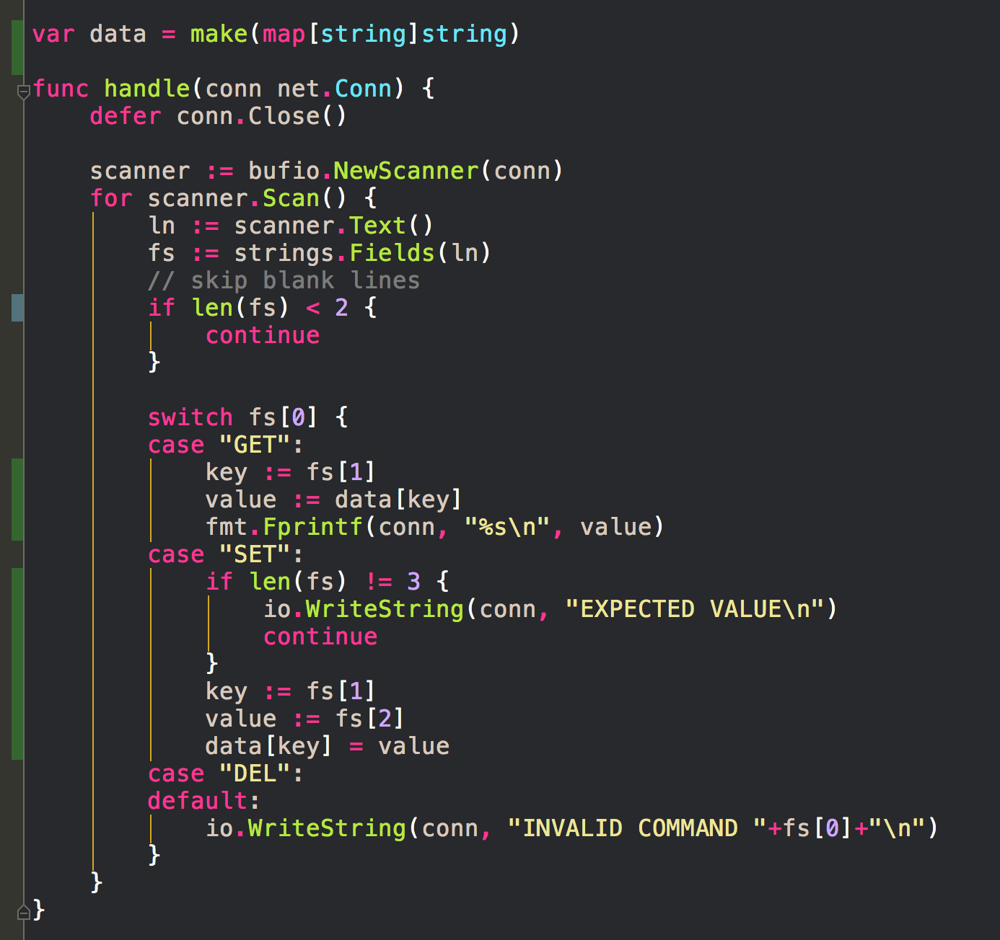 var data = make(map[string]string)

func handle(conn net.Conn) {
    defer conn.Close()

    scanner := bufio.NewScanner(conn)
    for scanner.Scan() {
        ln := scanner.Text()
        fs := strings.Fields(ln)
        // skip blank lines
        if len(fs) < 2 {
            continue
        }

        switch fs[0] {
        case "GET":
            key := fs[1]
            value := data[key]
            fmt.Fprintf(conn, "%s\n", value)
        case "SET":
            if len(fs) != 3 {
                io.WriteString(conn, "EXPECTED VALUE\n")
                continue
            }
            key := fs[1]
            value := fs[2]
            data[key] = value
        case "DEL":
        default:
            io.WriteString(conn, "INVALID COMMAND "+fs[0]+"\n")
        }
    }
}